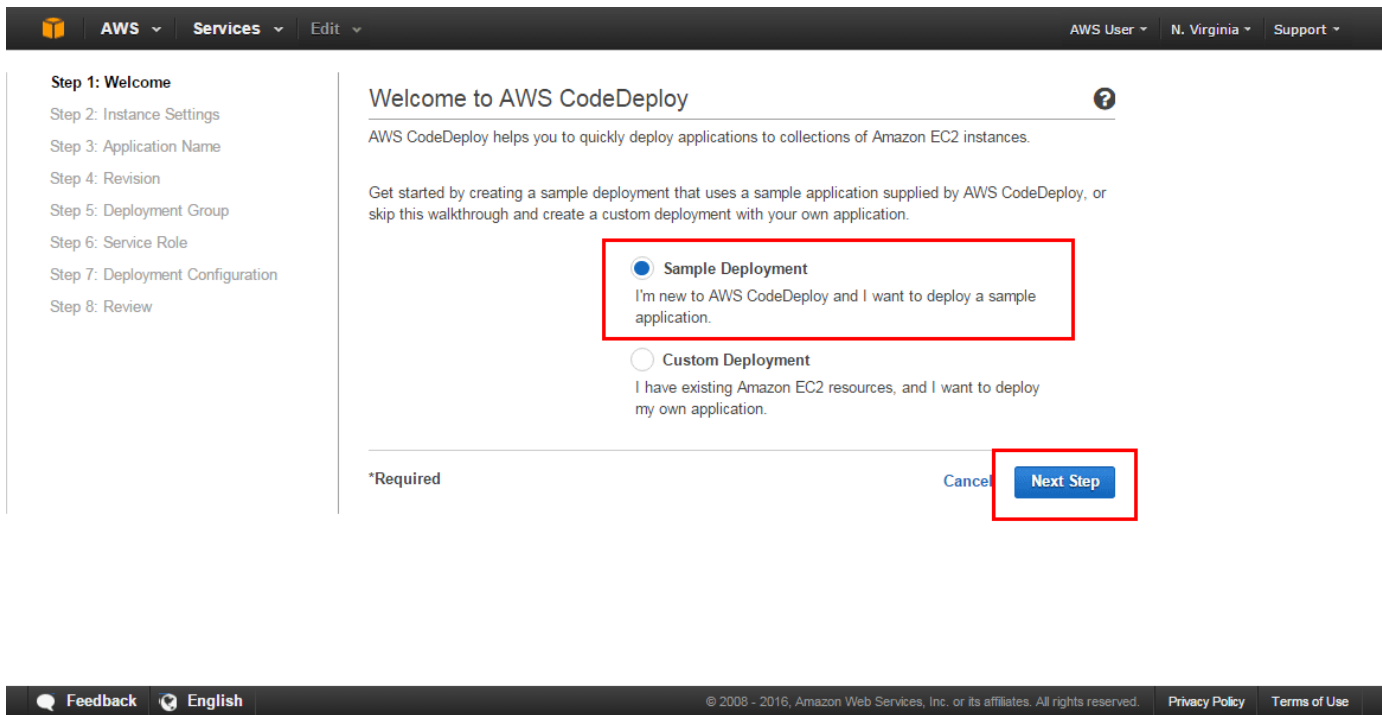 AWS Services Edit AWS User N. Virginia Support
Step 1: Welcome
Step 2: Instance Settings
Step 3: Application Name
Step 4: Revision
Step 5: Deployment Group
Step 6: Service Role
Step 7: Deployment Configuration
Step 8: Review
Welcome to AWS CodeDeploy ?
AWS CodeDeploy helps you to quickly deploy applications to collections of Amazon EC2 instances.
Get started by creating a sample deployment that uses a sample application supplied by AWS CodeDeploy, or
skip this walkthrough and create a custom deployment with your own application.
Sample Deployment
I'm new to AWS CodeDeploy and I want to deploy a sample
application.
Custom Deployment
I have existing Amazon EC2 resources, and I want to deploy
my own application.
*Required Cancel Next Step
Feedback English © 2008 - 2016, Amazon Web Services, Inc. or its affiliates. All rights reserved. Privacy Policy Terms of Use